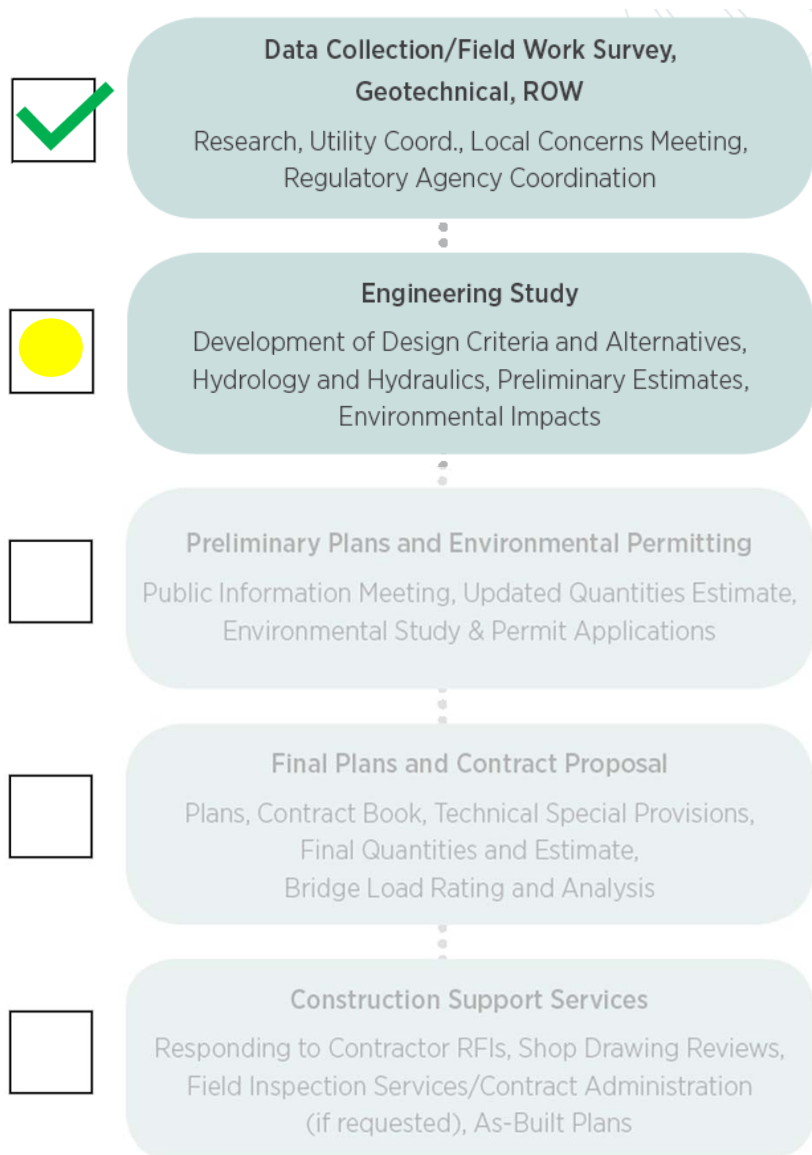 Data Collection/Field Work Survey,
Geotechnical, ROW
Research, Utility Coord., Local Concerns Meeting,
Regulatory Agency Coordination
Engineering Study
Development of Design Criteria and Alternatives,
Hydrology and Hydraulics, Preliminary Estimates,
Environmental Impacts
Preliminary Plans and Environmental Permitting
Public Information Meeting, Updated Quantities Estimate,
Environmental Study & Permit Applications
Final Plans and Contract Proposal
Plans, Contract Book, Technical Special Provisions,
Final Quantities and Estimate,
Bridge Load Rating and Analysis
Construction Support Services
Responding to Contractor RFIs, Shop Drawing Reviews,
Field Inspection Services/Contract Administration
(if requested), As-Built Plans